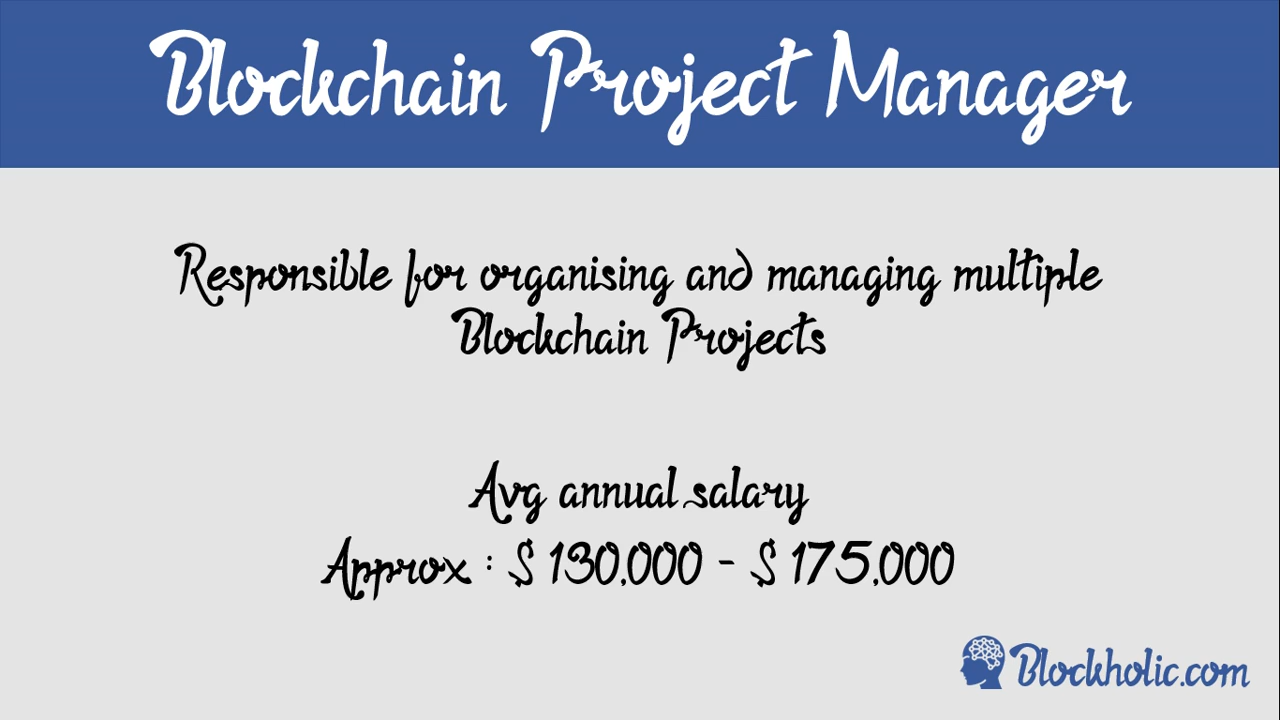 Blockchain Project Manager
Responsible for organising and managing multiple
Blockchain Projects
Avg annual salary
Approx : $ 130,000 - $ 175,000
Blockholic.com